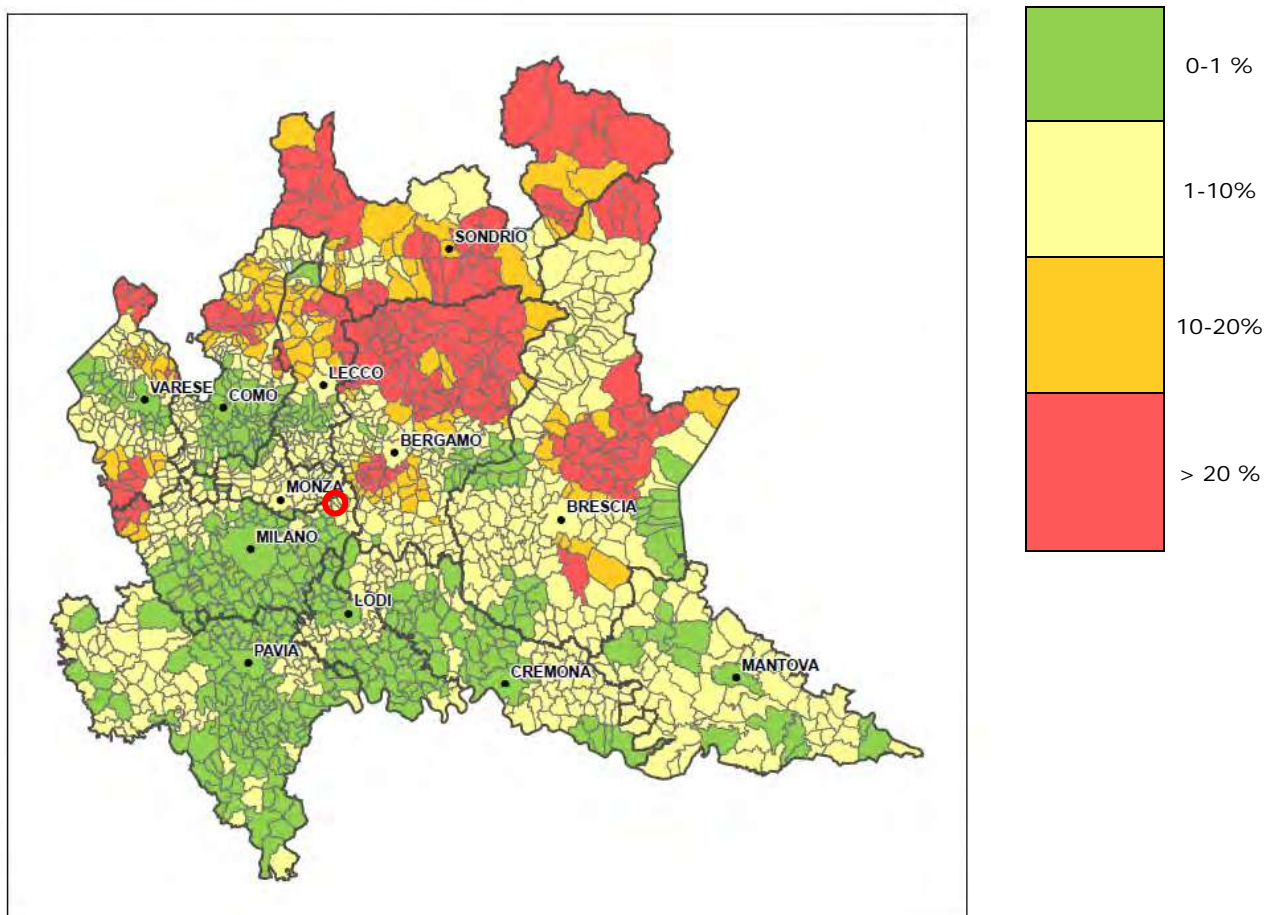 0-1 %
1-10%
10-20%
> 20 %
SONDRIO
LECCO
VARESE
COMO
BERGAMO
MONZA
BRESCIA
MILANO
LODI
PAVIA
CREMONA
MANTOVA